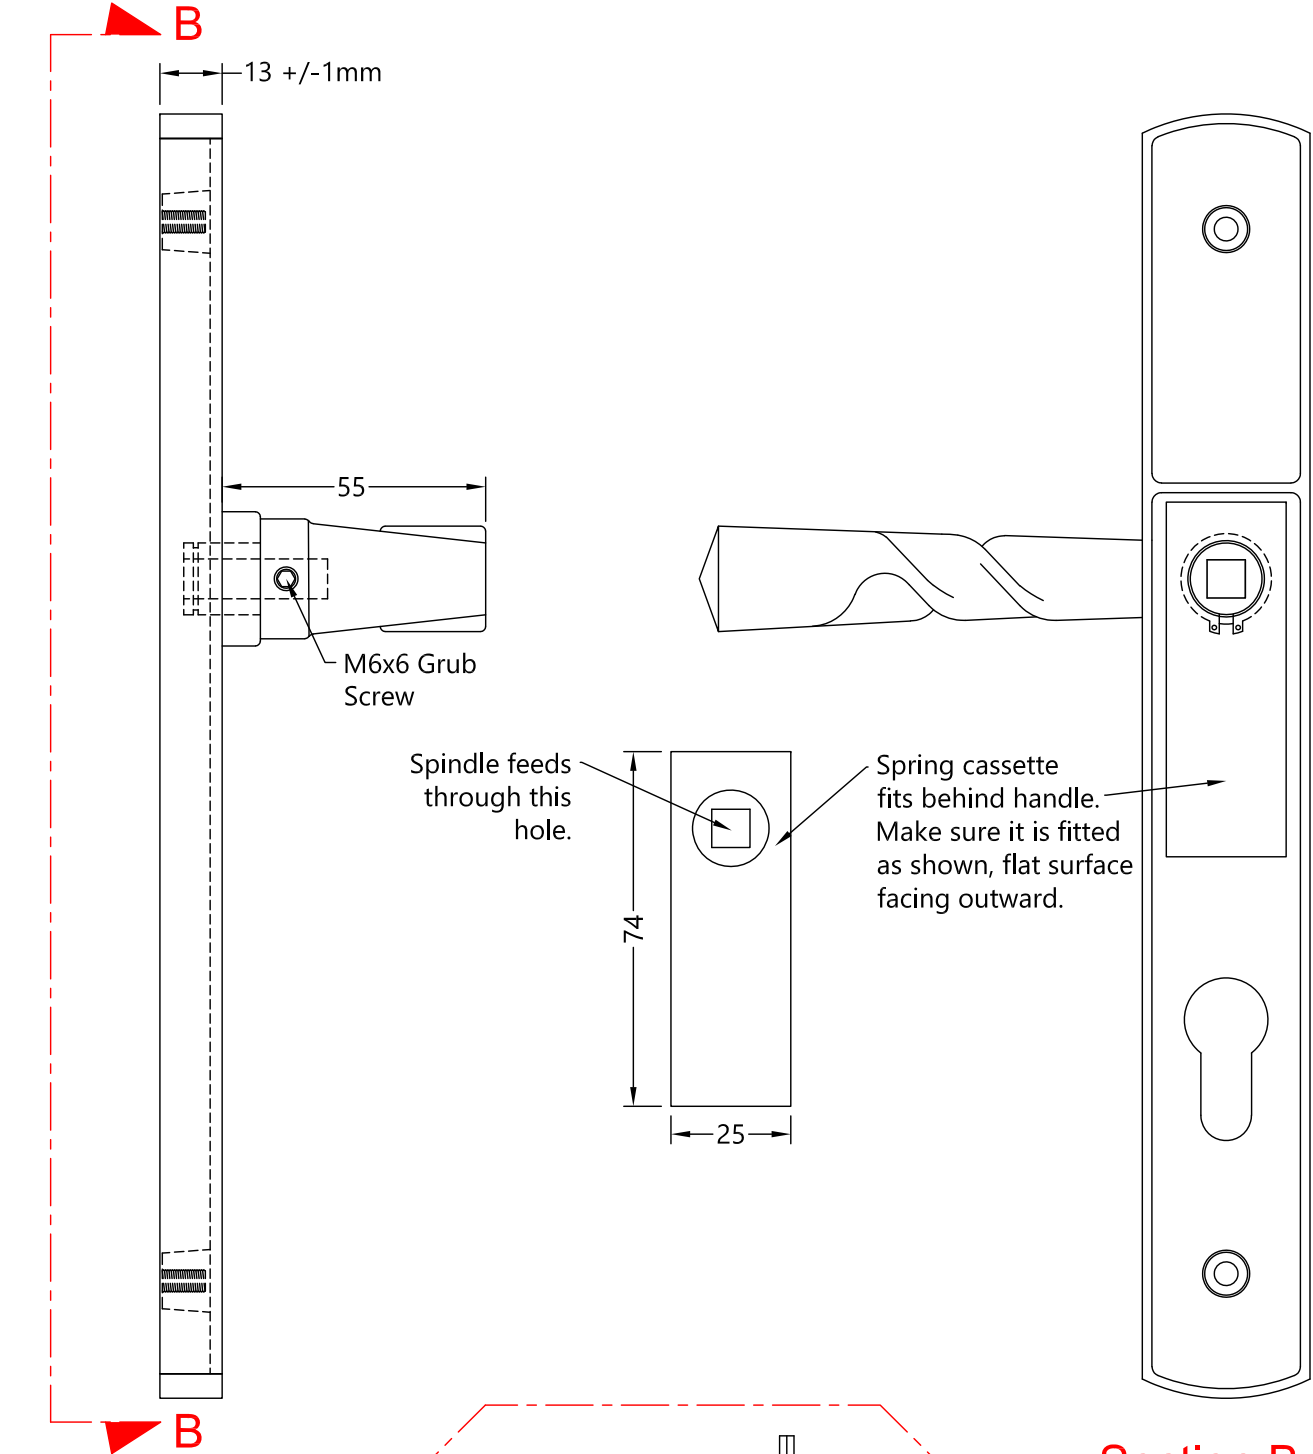 B
13 +/-1mm
55
M6x6 Grub
Screw
Spindle feeds
through this
hole.
Spring cassette
fits behind handle.
Make sure it is fitted
as shown, flat surface
facing outward.
74
25
B
Section B